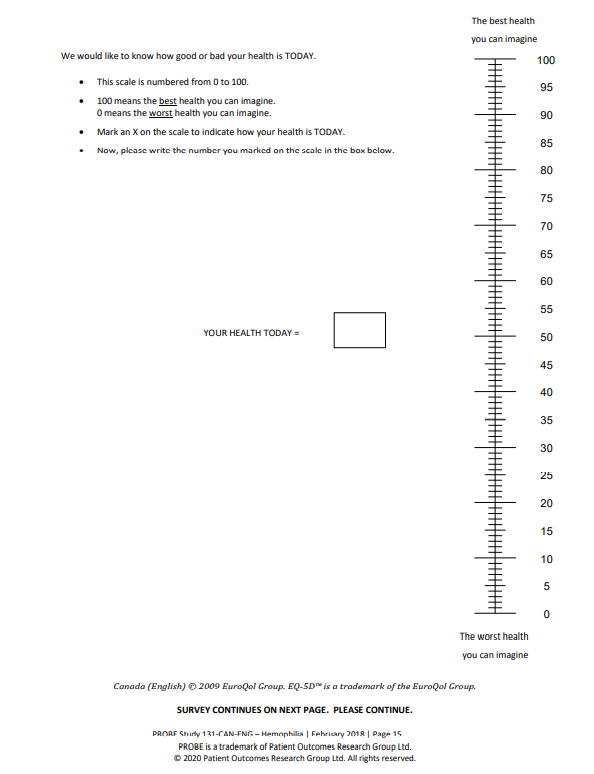 The best health
you can imagine
We would like to know how good or bad your health is TODAY.
• This scale is numbered from 0 to 100.
• 100 means the best health you can imagine.
0 means the worst health you can imagine.
• Mark an X on the scale to indicate how your health is TODAY.
• Now, please write the number you marked on the scale in the box below.
YOUR HEALTH TODAY =
100
95
90
85
80
75
70
65
60
55
50
45
40
35
30
25
20
15
10
5
0
The worst health
you can imagine
Canada (English) © 2009 EuroQol Group. EQ-5D™ is a trademark of the EuroQol Group.
SURVEY CONTINUES ON NEXT PAGE. PLEASE CONTINUE.
PROBE Study 131-CAN-ENG – Hemophilia | February 2018 | Page 15
PROBE is a trademark of Patient Outcomes Research Group Ltd.
© 2020 Patient Outcomes Research Group Ltd. All rights reserved.